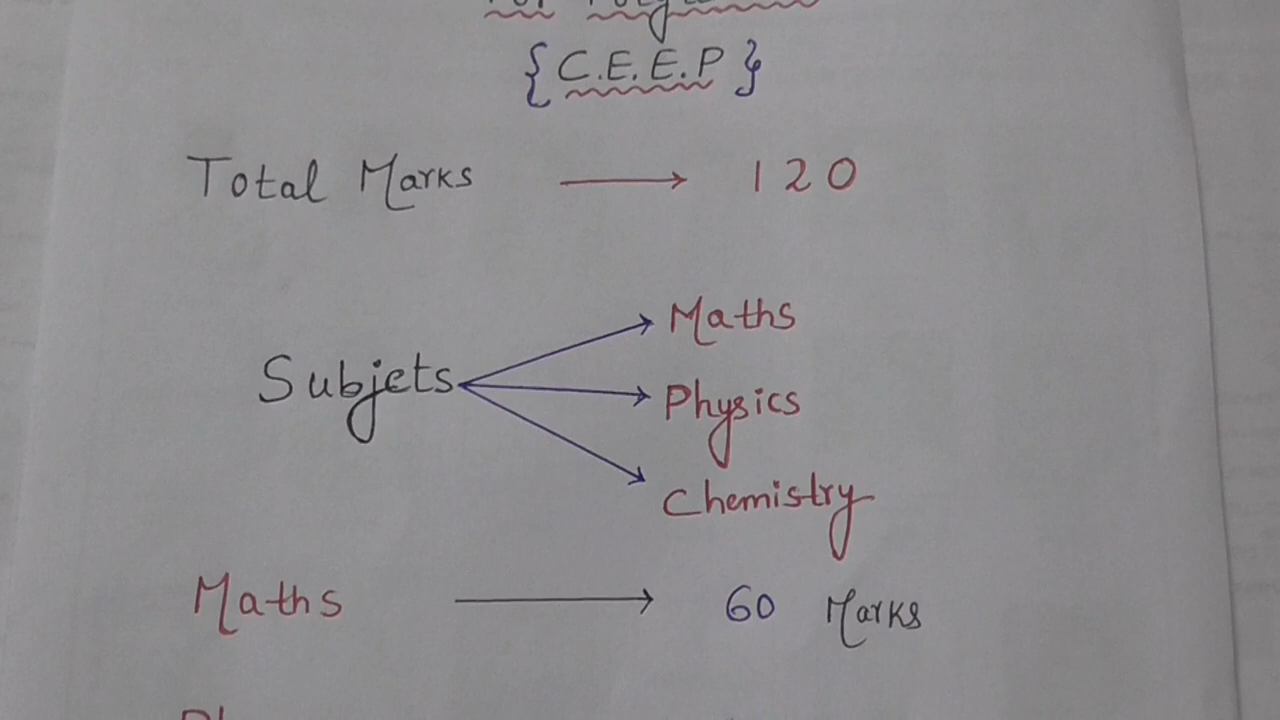 { C.E.E.P }
Total Marks → 120
Maths
Subjets → Physics
Chemistry
Maths → 60 Marks